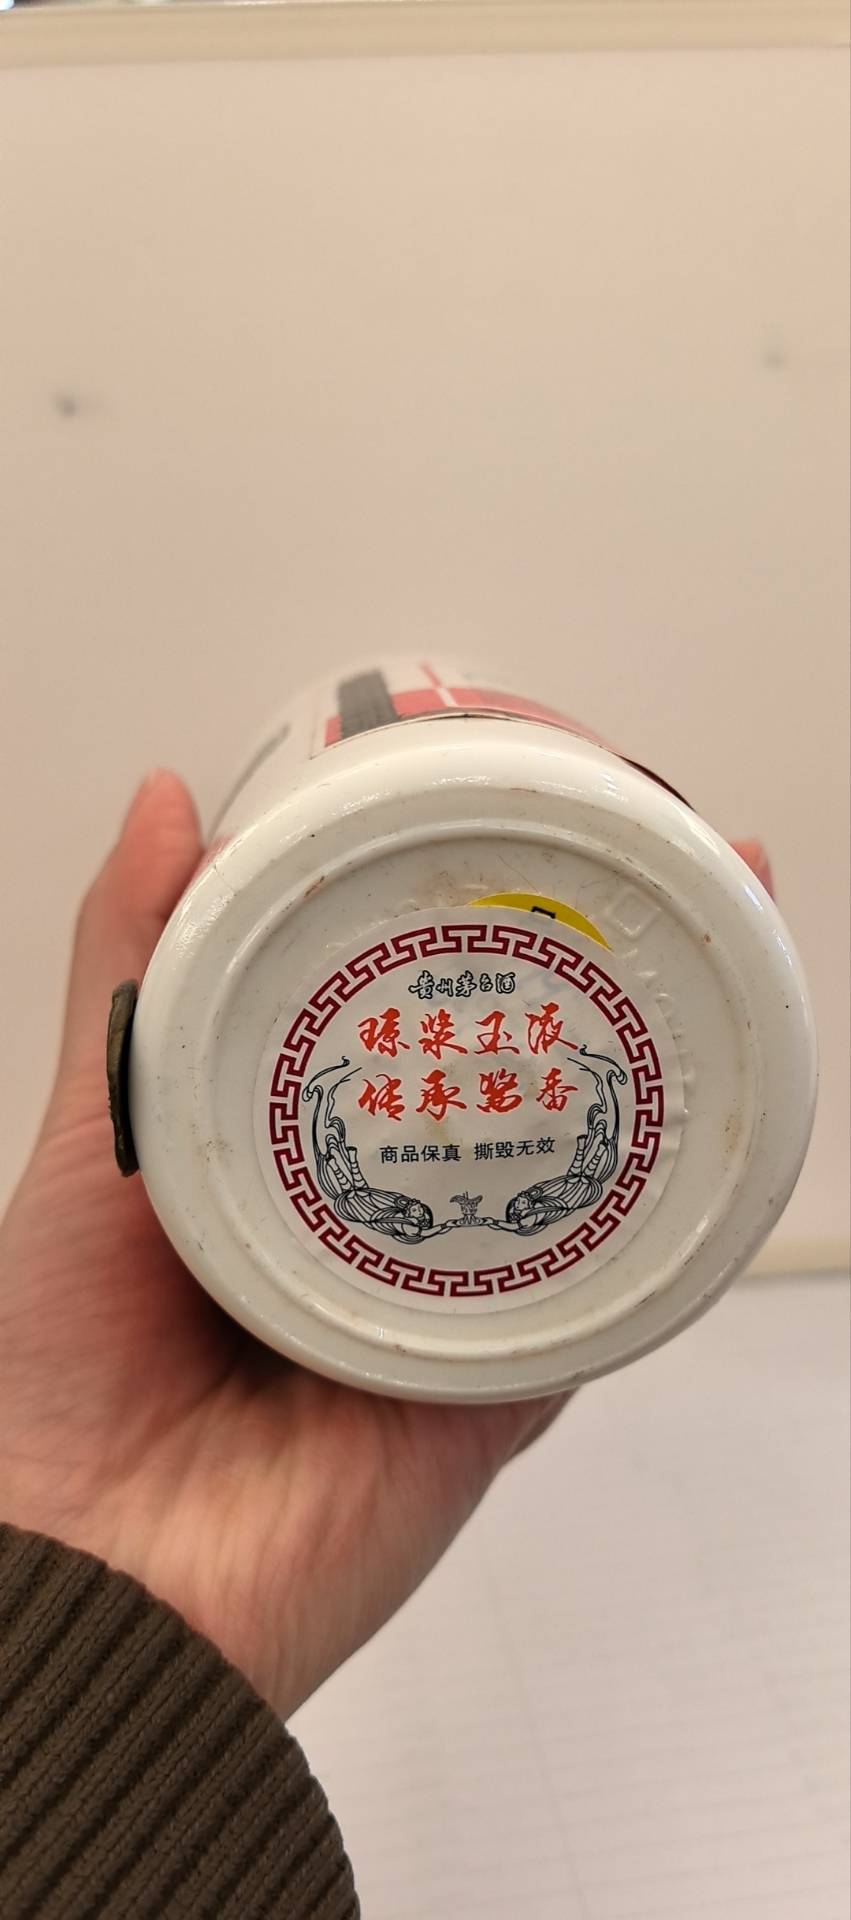 贵州茅台酒
琼浆玉液
传承酱香
商品保真 撕毁无效